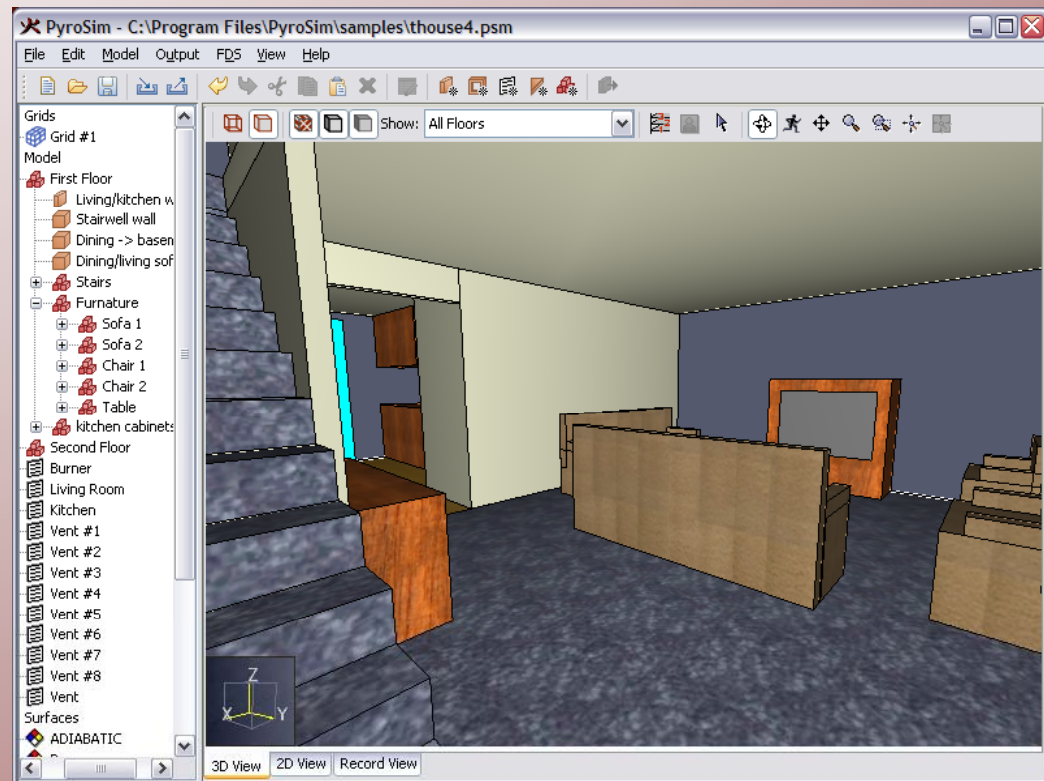 PyroSim - C:\Program Files\PyroSim\samples\thouse4.psm
File Edit Model Output FDS View Help
Show: All Floors
Grids
Grid #1
Model
First Floor
Living/kitchen w
Stairwell wall
Dining -> basen
Dining/living sof
Stairs
Furnature
Sofa 1
Sofa 2
Chair 1
Chair 2
Table
kitchen cabinets
Second Floor
Burner
Living Room
Kitchen
Vent #1
Vent #2
Vent #3
Vent #4
Vent #5
Vent #6
Vent #7
Vent #8
Vent
Surfaces
ADIABATIC
Z
X Y
3D View 2D View Record View